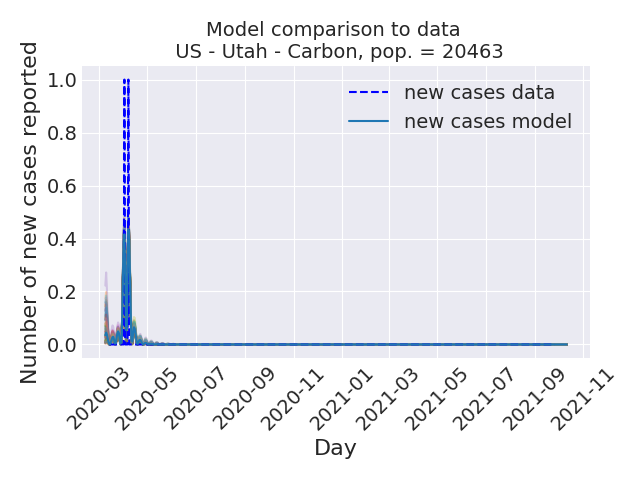 Model comparison to data
US - Utah - Carbon, pop. = 20463
Number of new cases reported
1.0
0.8
0.6
0.4
0.2
0.0
new cases data
new cases model
2020-03
2020-05
2020-07
2020-09
2020-11
2021-01
2021-03
2021-05
2021-07
2021-09
2021-11
Day